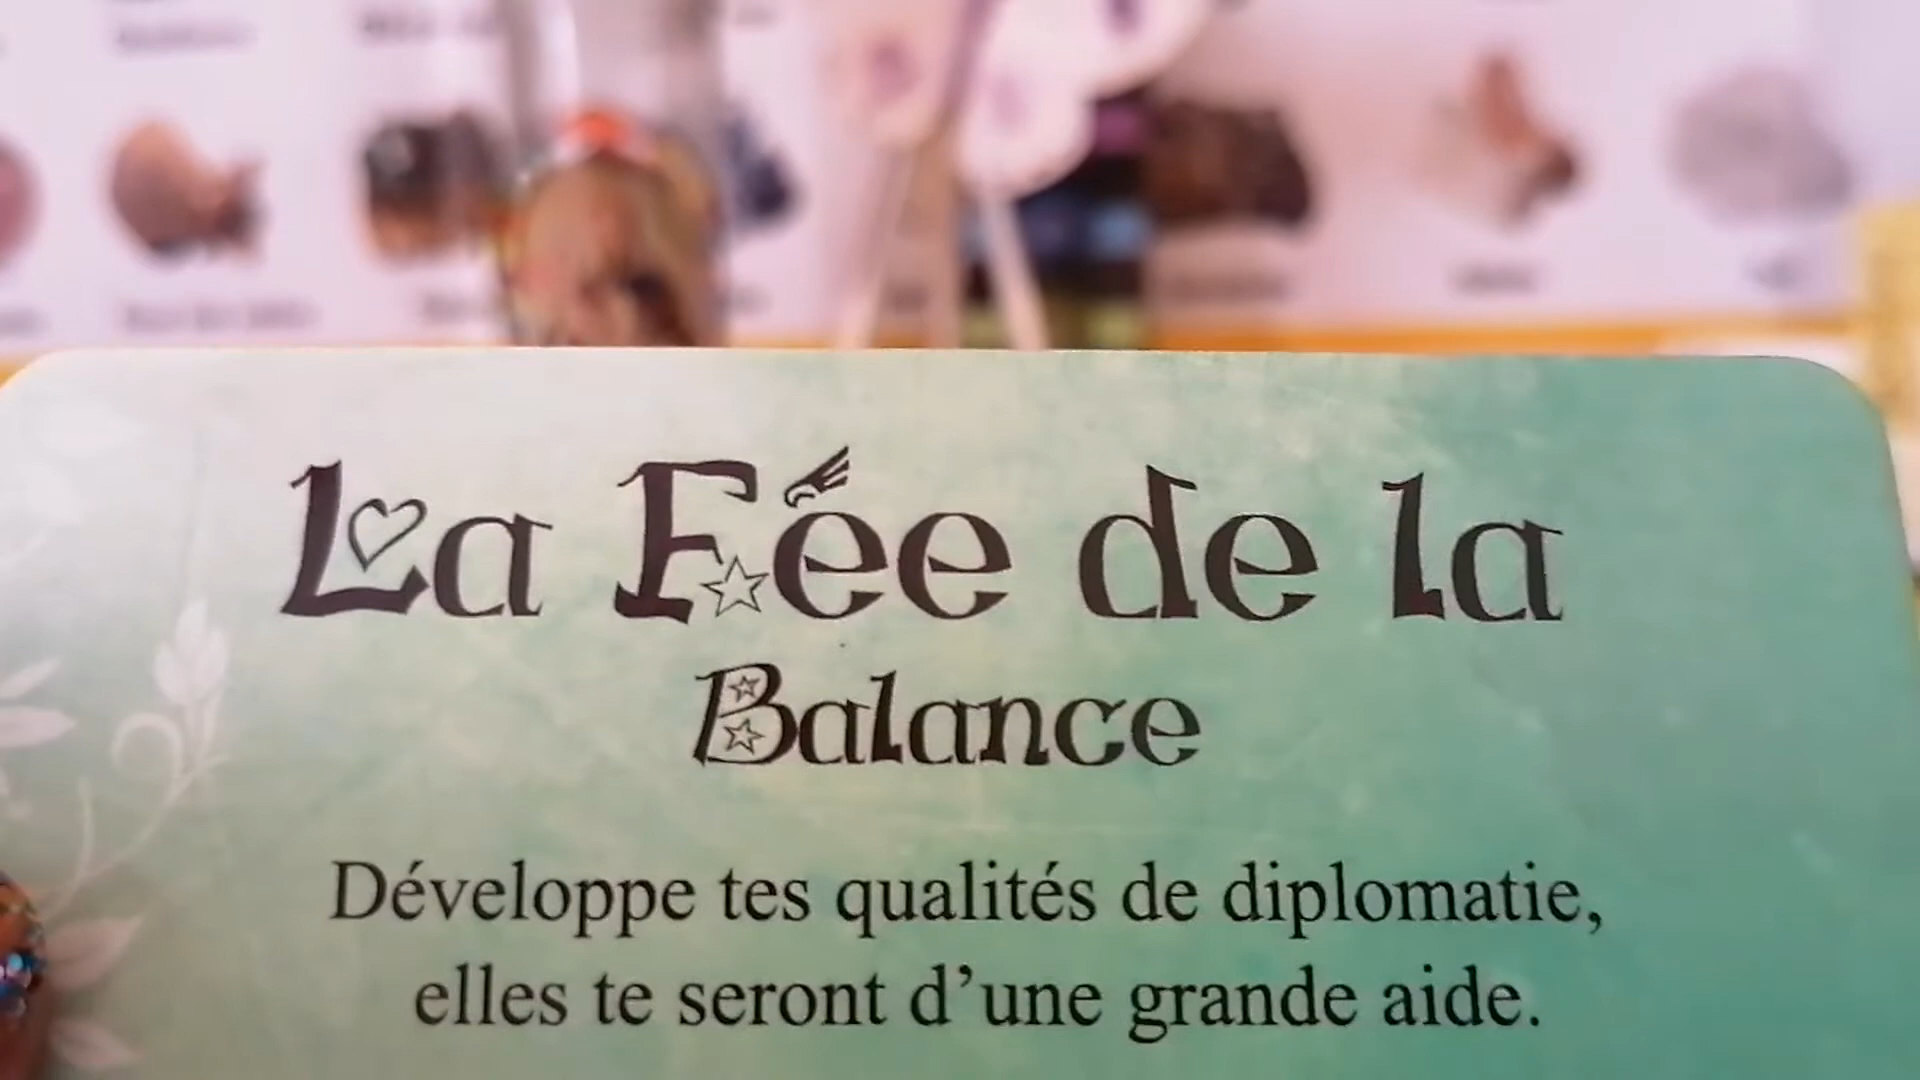 La Fée de la
Balance
Développe tes qualités de diplomatie,
elles te seront d’une grande aide.